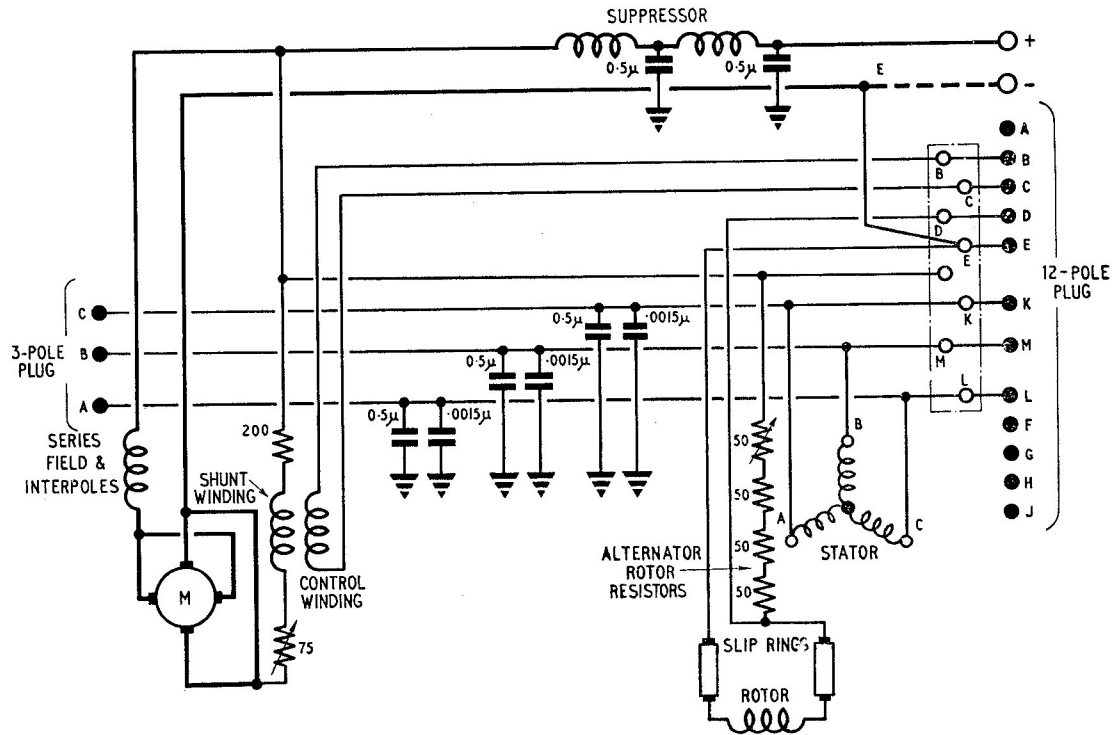 SUPPRESSOR
+
0·5μ
0·5μ
E
-
A
B
B
C
C
D
D
E
E
12-POLE
PLUG
C
K
K
0·5μ
·0015μ
3-POLE
PLUG
B
M
M
0·5μ
·0015μ
A
L
L
0·5μ
·0015μ
SERIES
FIELD &
INTERPOLES
200
50
B
F
G
SHUNT
WINDING
50
H
A
C
J
STATOR
50
ALTERNATOR
ROTOR
RESISTORS
CONTROL
WINDING
50
M
75
SLIP RINGS
ROTOR